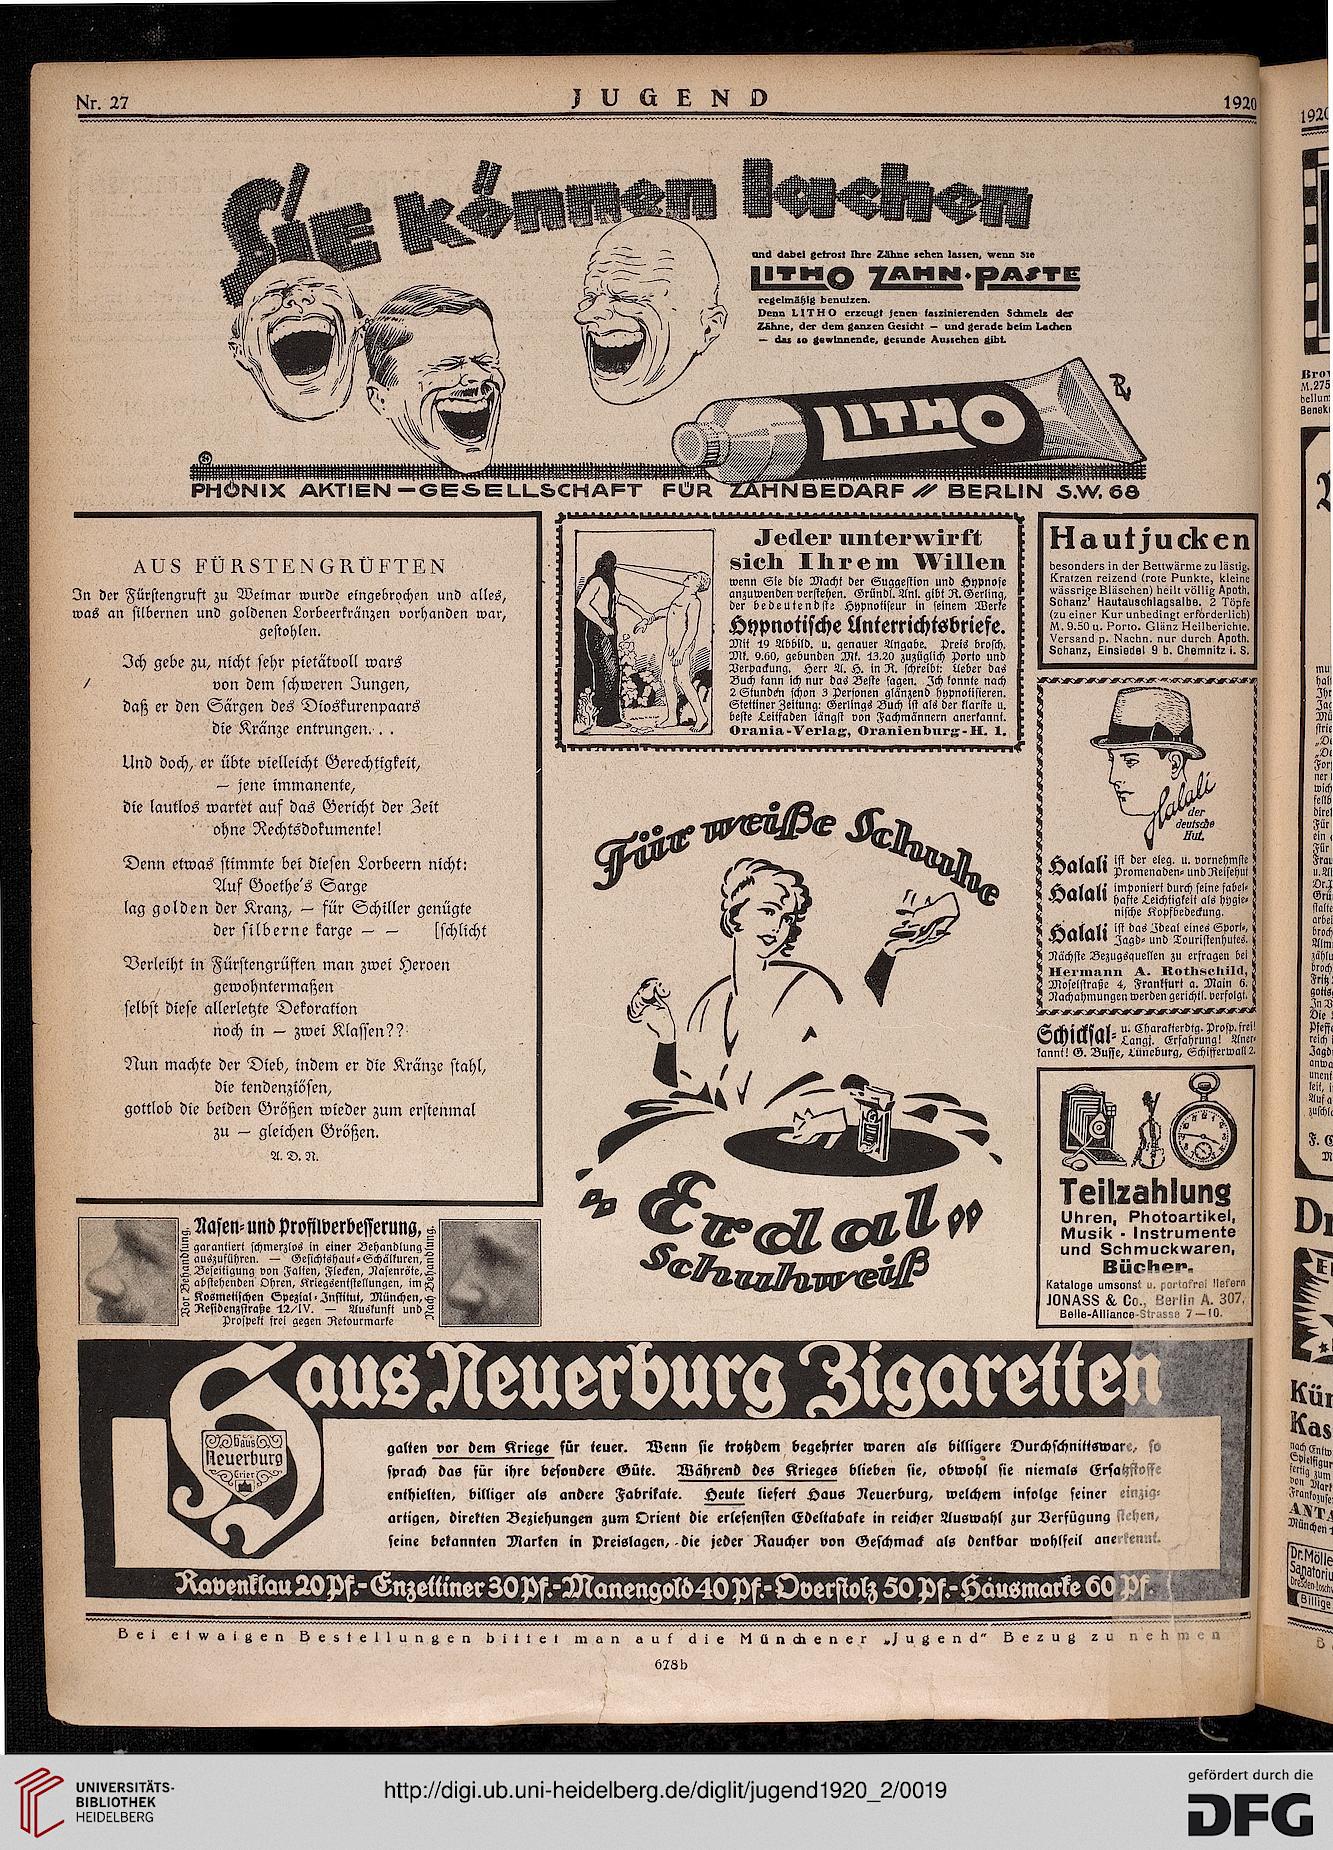 Nr. 27
JUGEND
1920
Sie können lachen
und dabei getrost Ihre Zähne sehen lassen, wenn Sie
LITHO ZAHN-PASTE
regelmäßig benutzen.
Denn LITHO erzeugt jenen faszinierenden Schmelz der
Zähne, der dem ganzen Gesicht — und gerade beim Lachen
— das so gewinnende, gesunde Aussehen gibt.
LITHO
PHÖNIX AKTIEN—GESELLSCHAFT FÜR ZAHNBEDARF // BERLIN S.W. 68
AUS FÜRSTENGRÜFTEN
In der Fürstengruft zu Weimar wurde eingebrochen und alles,
was an silbernen und goldenen Lorbeerkränzen vorhanden war,
gestohlen.
Ich gebe zu, nicht sehr pietätvoll wars
von dem schweren Jungen,
daß er den Särgen des Dioskurenpaars
die Kränze entrungen. . .
Und doch, er übte vielleicht Gerechtigkeit,
— jene immanente,
die lautlos wartet auf das Gericht der Zeit
ohne Rechtsdokumente!
Denn etwas stimmte bei diesen Lorbeern nicht:
Auf Goethe's Sarge
lag golden der Kranz, — für Schiller genügte
der silberne karge — — [schlicht
Verleiht in Fürstengrüften man zwei Heroen
gewohntermaßen
selbst diese allerletzte Dekoration
noch in — zwei Klassen??
Nun machte der Dieb, indem er die Kränze stahl,
die tendenziösen,
gottlob die beiden Größen wieder zum erstenmal
zu — gleichen Größen.
A. D. N.
Jeder unterwirft
sich Ihrem Willen
wenn Sie die Macht der Suggestion und Hypnose
anzuwenden verstehen. Gründl. Anl. gibt R. Gerling,
der bedeutendste Hypnotiseur in seinem Werke
Hypnotische Unterrichtsbriefe.
Mit 19 Abbild. u. genauer Angabe. Preis brosch.
Mk. 9.60, gebunden Mk. 13.20 zuzüglich Porto und
Verpackung. Herr A. H. in R. schreibt: Ueber das
Buch kann ich nur das Beste sagen. Ich konnte nach
2 Stunden schon 3 Personen glänzend hypnotisieren.
Stettiner Zeitung: Gerlings Buch ist als der klarste u.
beste Leitfaden längst von Fachmännern anerkannt.
Orania-Verlag, Oranienburg-H. 1.
Hautjucken
besonders in der Bettwärme zu lästig.
Kratzen reizend (rote Punkte, kleine
wässrige Bläschen) heilt völlig Apoth.
Schanz' Hautauschlagsalbe. 2 Töpfe
(zu einer Kur unbedingt erforderlich)
M. 9.50 u. Porto. Glänz Heilberichte.
Versand p. Nachn. nur durch Apoth.
Schanz, Einsiedel 9 b. Chemnitz i. S.
Halali
der
deutsche
Hut.
Halali ist der eleg. u. vornehmste
Promenaden- und Reisehut
Halali imponiert durch seine fabel-
hafte Leichtigkeit als hygie-
nische Kopfbedeckung.
Halali ist das Ideal eines Sport-,
Jagd- und Touristenhutes.
Nächste Bezugsquellen zu erfragen bei
Hermann A. Rothschild,
Moselstraße 4, Frankfurt a. Main 6.
Nachahmungen werden gerichtl. verfolgt.
Schicksal- u. Charakterdtg. Prosp. frei!
Langj. Erfahrung! Aner-
kannt! G. Busse, Lüneburg, Schifferwall 2.
Für weiße Schuhe
„Erdal"
Schuhweiß
Teilzahlung
Uhren, Photoartikel,
Musik - Instrumente
und Schmuckwaren,
Bücher.
Kataloge umsonst u. portofrei liefern
JONASS & Co., Berlin A. 307,
Belle-Alliance-Strasse 7—10.
Vor Behandlung.
Nasen- und Profilverbesserung,
garantiert schmerzlos in einer Behandlung
auszuführen. — Gesichtshaut-Schälkuren,
Beseitigung von Falten, Flecken, Nasenröte,
abstehenden Ohren, Kriegsentstellungen, im
Kosmetischen Spezial-Institut, München,
Residenzstraße 12/IV. — Auskunft und
Prospekt frei gegen Retourmarke
Nach Behandlung.
Haus Neuerburg Zigaretten
Haus
Neuerburg
Trier
galten vor dem Kriege für teuer. Wenn sie trotzdem begehrter waren als billigere Durchschnittsware, so
sprach das für ihre besondere Güte. Während des Krieges blieben sie, obwohl sie niemals Ersatzstoffe
enthielten, billiger als andere Fabrikate. Heute liefert Haus Neuerburg, welchem infolge seiner einzig-
artigen, direkten Beziehungen zum Orient die erlesensten Edeltabake in reicher Auswahl zur Verfügung stehen,
seine bekannten Marken in Preislagen, die jeder Raucher von Geschmack als denkbar wohlfeil anerkennt.
Ravenklau 20 Pf.-Enzettiner 30 Pf.-Manengold 40 Pf.-Overstolz 50 Pf.-Hausmarke 60 Pf.
Bei etwaigen Bestellungen bittet man auf die Münchener „Jugend" Bezug zu nehmen
678b
UNIVERSITÄTS-
BIBLIOTHEK
HEIDELBERG
http://digi.ub.uni-heidelberg.de/diglit/jugend1920_2/0019
gefördert durch die
DFG